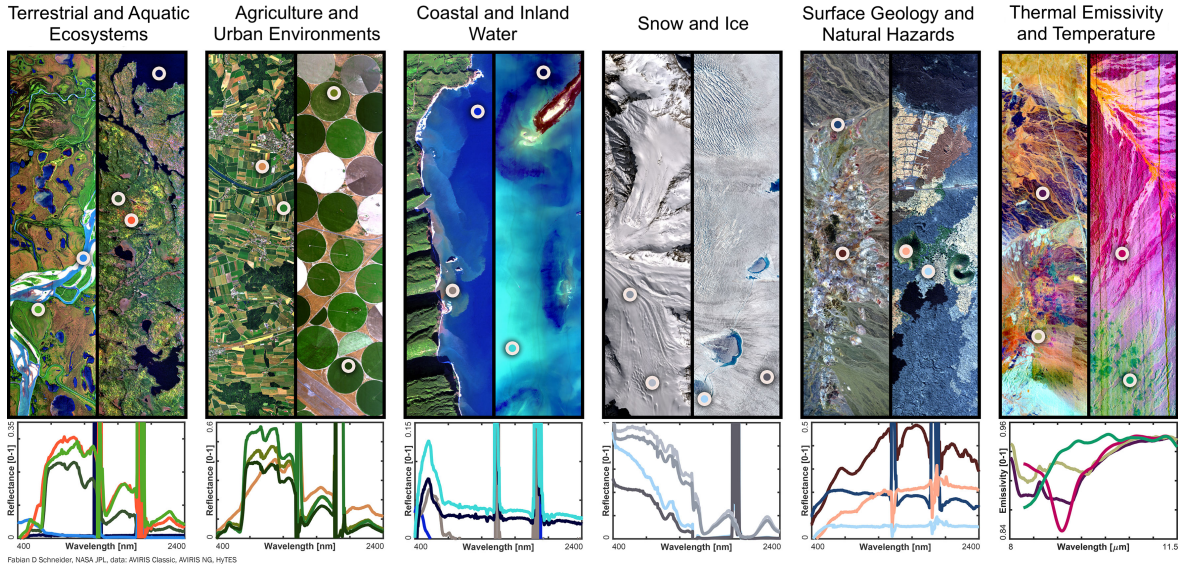 Terrestrial and Aquatic
Ecosystems
Agriculture and
Urban Environments
Coastal and Inland
Water
Snow and Ice
Surface Geology and
Natural Hazards
Thermal Emissivity
and Temperature
0.35
Reflectance [0-1]
0
400 Wavelength [nm] 2400
0.6
Reflectance [0-1]
0
400 Wavelength [nm] 2400
0.15
Reflectance [0-1]
0
400 Wavelength [nm] 2400
1
Reflectance [0-1]
0
400 Wavelength [nm] 2400
0.5
Reflectance [0-1]
0
400 Wavelength [nm] 2400
0.96
Emissivity [0-1]
0.84
8 Wavelength [μm] 11.5
Fabian D Schneider, NASA JPL, data: AVIRIS Classic, AVIRIS NG, HyTES